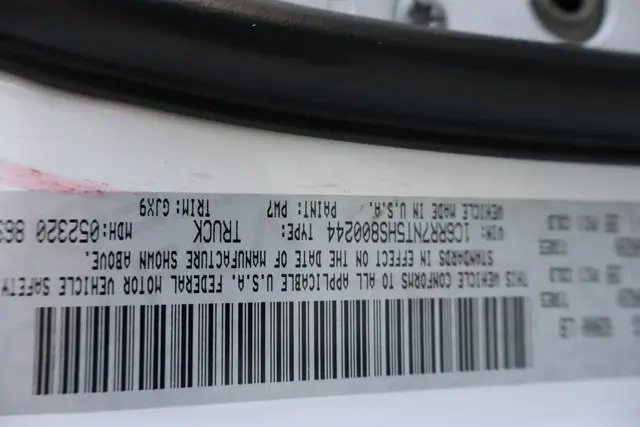 THIS VEHICLE CONFORMS TO ALL APPLICABLE U.S.A. FEDERAL MOTOR VEHICLE SAFETY
STANDARDS IN EFFECT ON THE DATE OF MANUFACTURE SHOWN ABOVE.
VIN: 1C6RR7NT5HS800244 TYPE: TRUCK MDH:052320 863
VEHICLE MADE IN U.S.A. PAINT: PW7 TRIM: GJX9